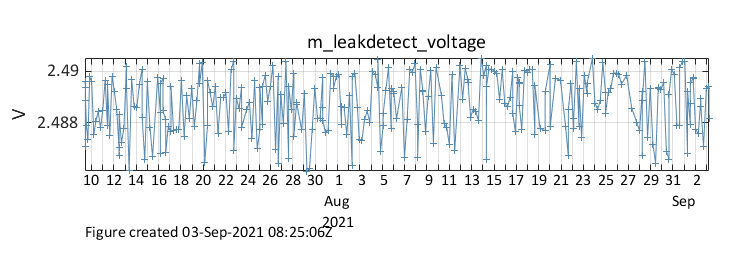 m_leakdetect_voltage
2.49
2.488
V
10 12 14 16 18 20 22 24 26 28 30 1 3 5 7 9 11 13 15 17 19 21 23 25 27 29 31 2
Aug Sep
2021
Figure created 03-Sep-2021 08:25:06Z